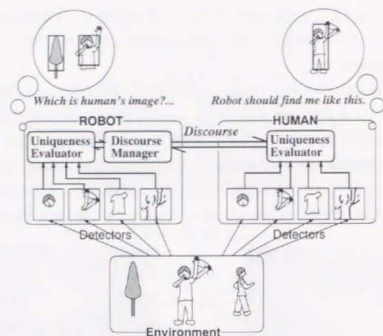 Which is human's image?...
Robot should find me like this.
ROBOT
HUMAN
Uniqueness
Evaluator
Discourse
Manager
Discourse
Uniqueness
Evaluator
Detectors
Detectors
Environment